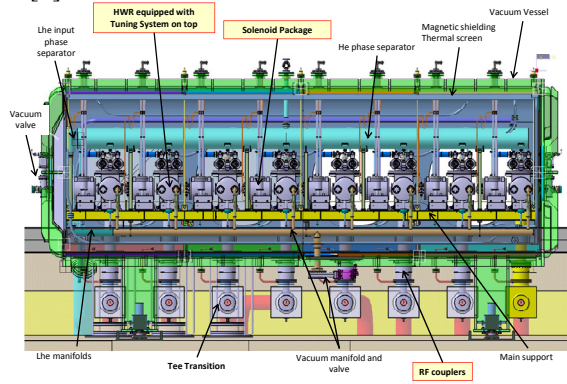 HWR equipped with
Tuning System on top
Solenoid Package
Magnetic shielding
Thermal screen
Vacuum Vessel
Lhe input
phase
separator
He phase separator
Vacuum
valve
Lhe manifolds
Tee Transition
Vacuum manifold and
valve
RF couplers
Main support